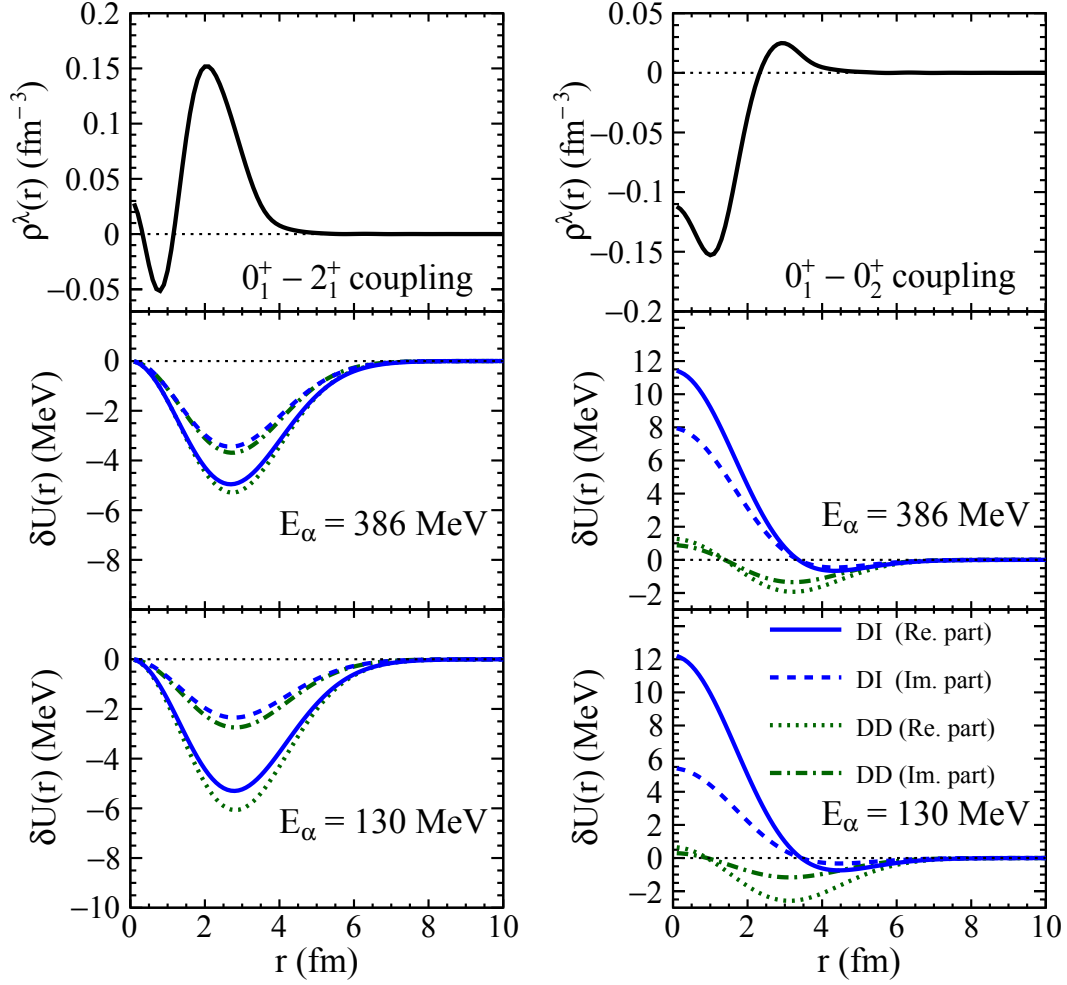 0.2
0.15
0.1
0.05
0
−0.05
ρ^λ(r) (fm^−3)
0_1^+ − 2_1^+ coupling
0
−2
−4
−6
−8
δU(r) (MeV)
E_α = 386 MeV
0
−2
−4
−6
−8
−10
δU(r) (MeV)
E_α = 130 MeV
0 2 4 6 8 10
r (fm)
0.05
0
−0.05
−0.1
−0.15
−0.2
ρ^λ(r) (fm^−3)
0_1^+ − 0_2^+ coupling
12
10
8
6
4
2
0
−2
δU(r) (MeV)
E_α = 386 MeV
12
10
8
6
4
2
0
−2
δU(r) (MeV)
DI (Re. part)
DI (Im. part)
DD (Re. part)
DD (Im. part)
E_α = 130 MeV
0 2 4 6 8 10
r (fm)